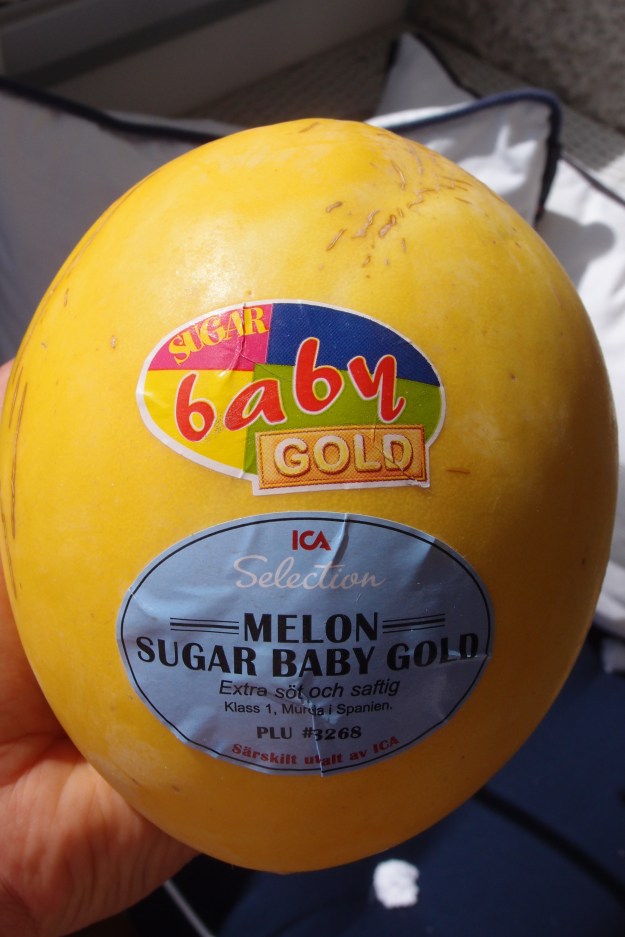 SUGAR
baby
GOLD
ICA
Selection
MELON
SUGAR BABY GOLD
Extra söt och saftig
Klass 1, Murcia i Spanien.
PLU #3268
Särskilt utvalt av ICA